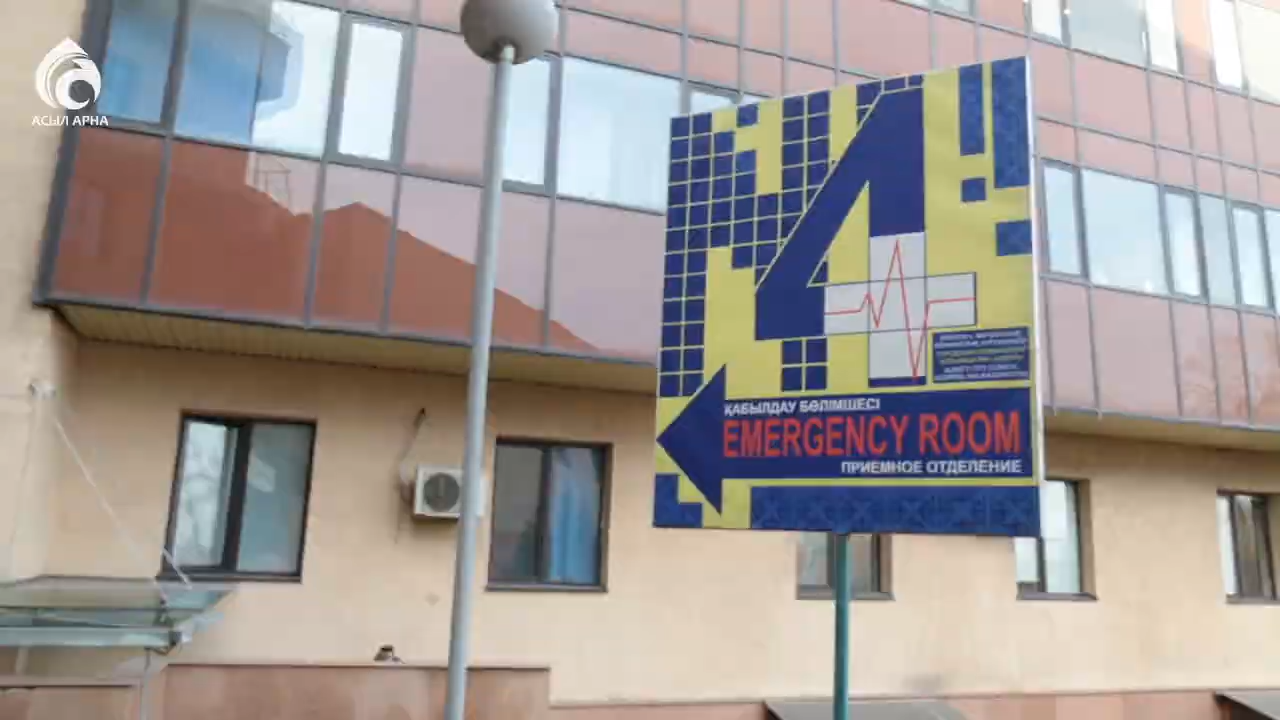 АСЫЛ АРНА
4
ҚАБЫЛДАУ БӨЛІМШЕСІ
EMERGENCY ROOM
ПРИЕМНОЕ ОТДЕЛЕНИЕ